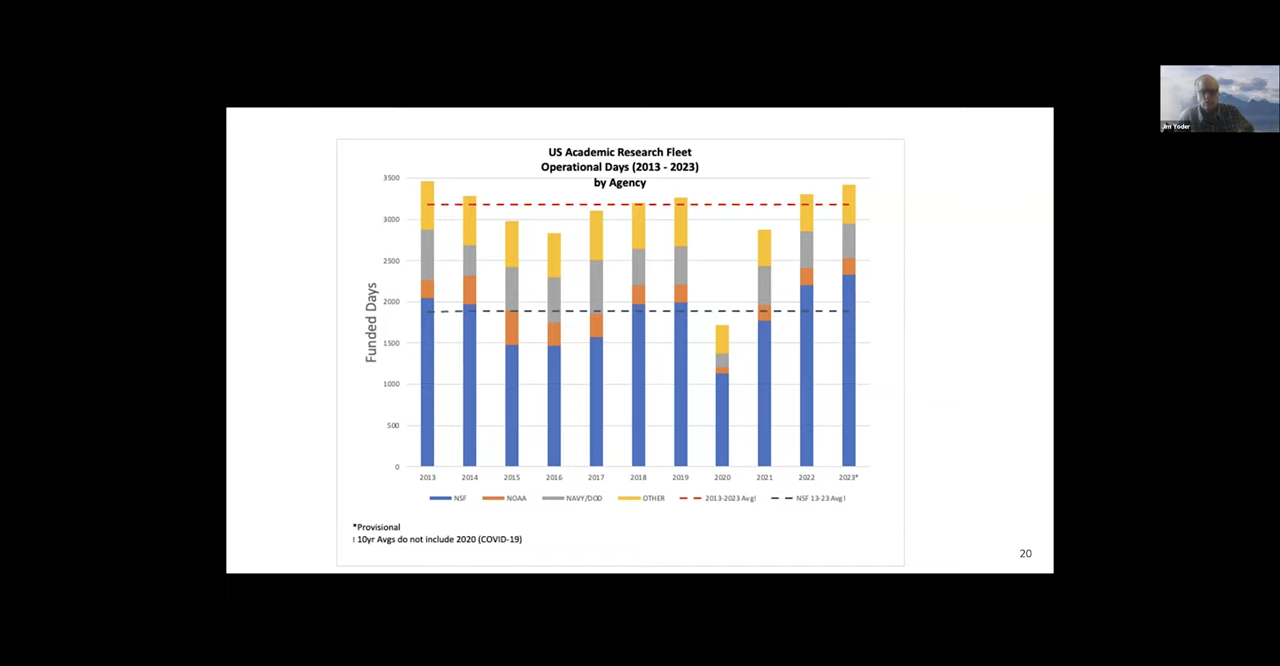 US Academic Research Fleet
Operational Days (2013 - 2023)
by Agency
3500
3000
2500
2000
1500
1000
500
0
Funded Days
2013 2014 2015 2016 2017 2018 2019 2020 2021 2022 2023*
NSF NOAA NAVY/DOD OTHER 2013-2023 Avg! NSF 13-23 Avg!
*Provisional
! 10yr Avgs do not include 2020 (COVID-19)
20
Jim Yoder